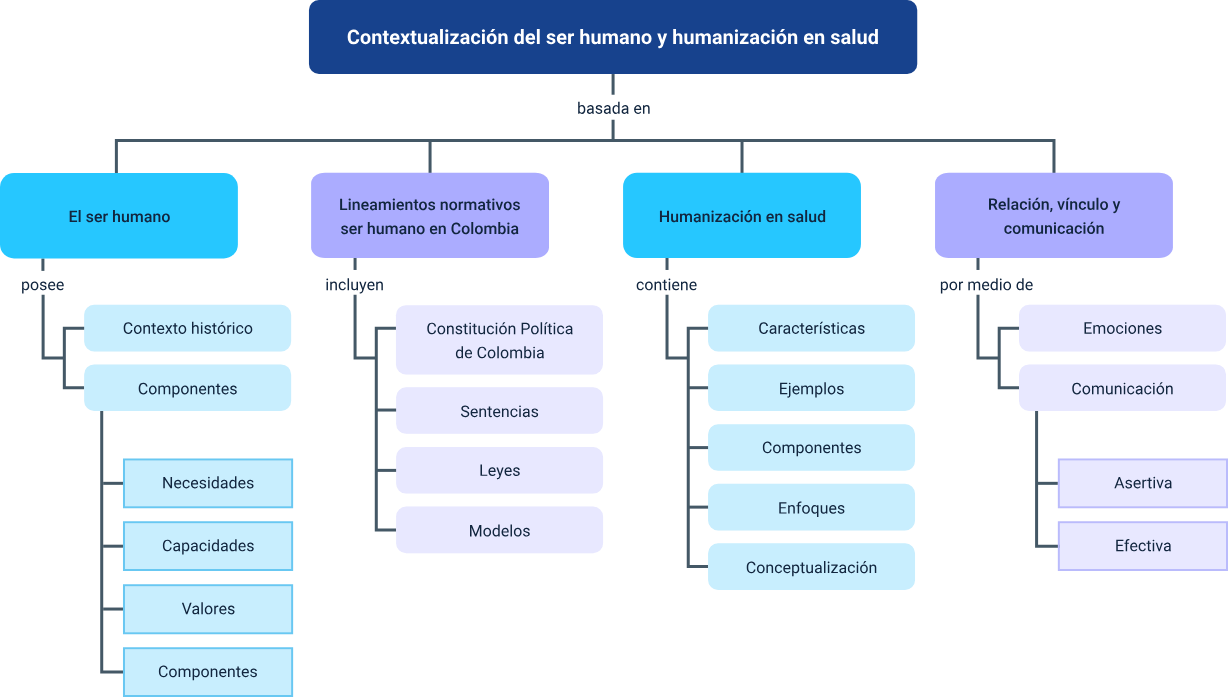 Contextualización del ser humano y humanización en salud
basada en
El ser humano
posee
Contexto histórico
Componentes
Necesidades
Capacidades
Valores
Componentes
Lineamientos normativos
ser humano en Colombia
incluyen
Constitución Política
de Colombia
Sentencias
Leyes
Modelos
Humanización en salud
contiene
Características
Ejemplos
Componentes
Enfoques
Conceptualización
Relación, vínculo y
comunicación
por medio de
Emociones
Comunicación
Asertiva
Efectiva